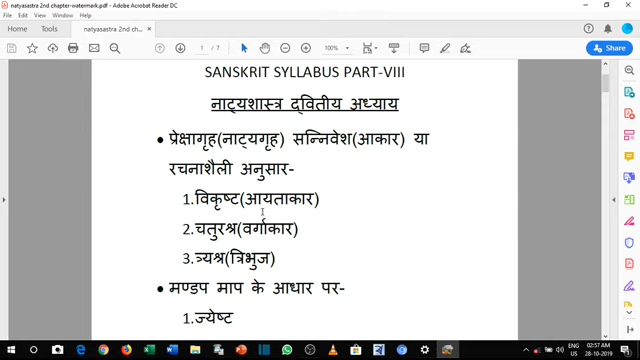 natyasastra 2nd chapter-watermark.pdf - Adobe Acrobat Reader DC
File Edit View Window Help
Home Tools natyasastra 2nd ch...
Sign In
1 / 7 100% Share
SANSKRIT SYLLABUS PART-VIII
नाट्यशास्त्र द्वितीय अध्याय
• प्रेक्षागृह(नाट्यगृह) सन्निवेश(आकार) या
रचनाशैली अनुसार-
1.विकृष्ट(आयताकार)
2.चतुरश्र(वर्गाकार)
3.त्र्यश्र(त्रिभुज)
• मण्डप माप के आधार पर-
1.ज्येष्ट
ENG 02:57 AM
US 28-10-2019